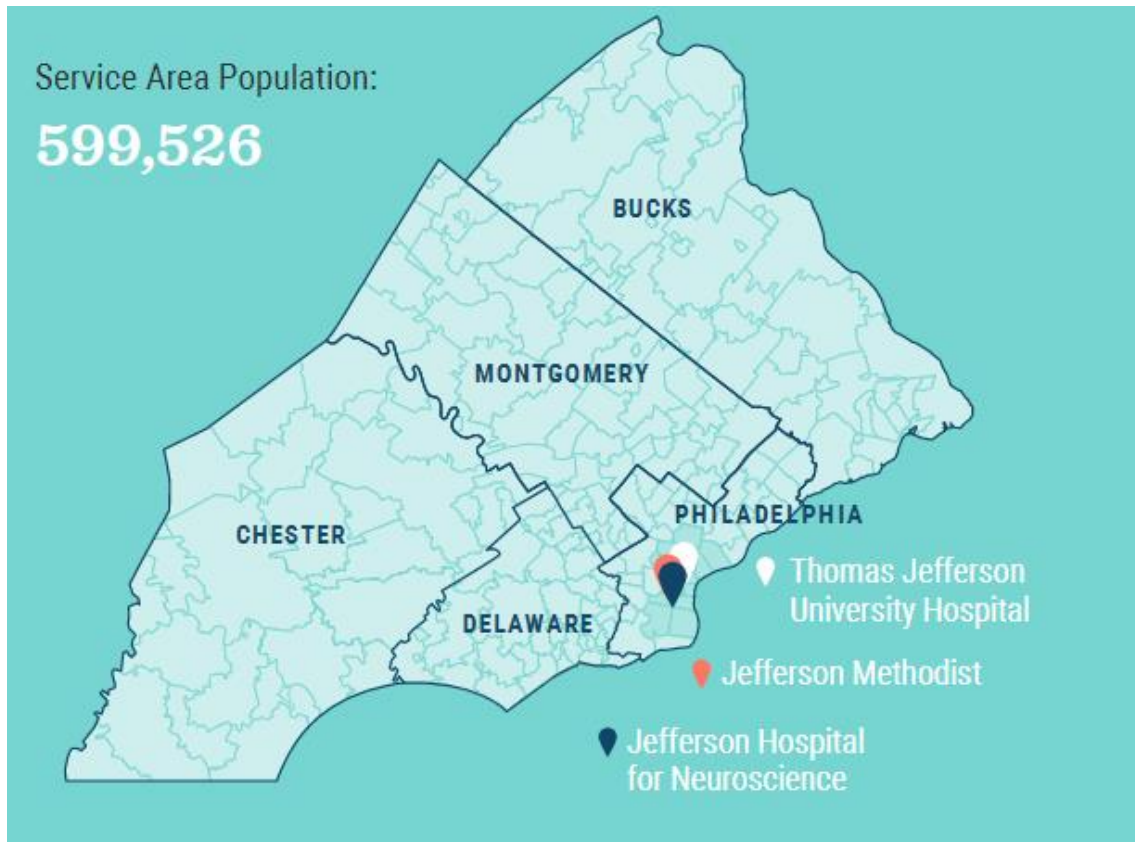 Service Area Population:
599,526
BUCKS
MONTGOMERY
PHILADELPHIA
CHESTER
DELAWARE
Thomas Jefferson
University Hospital
Jefferson Methodist
Jefferson Hospital
for Neuroscience